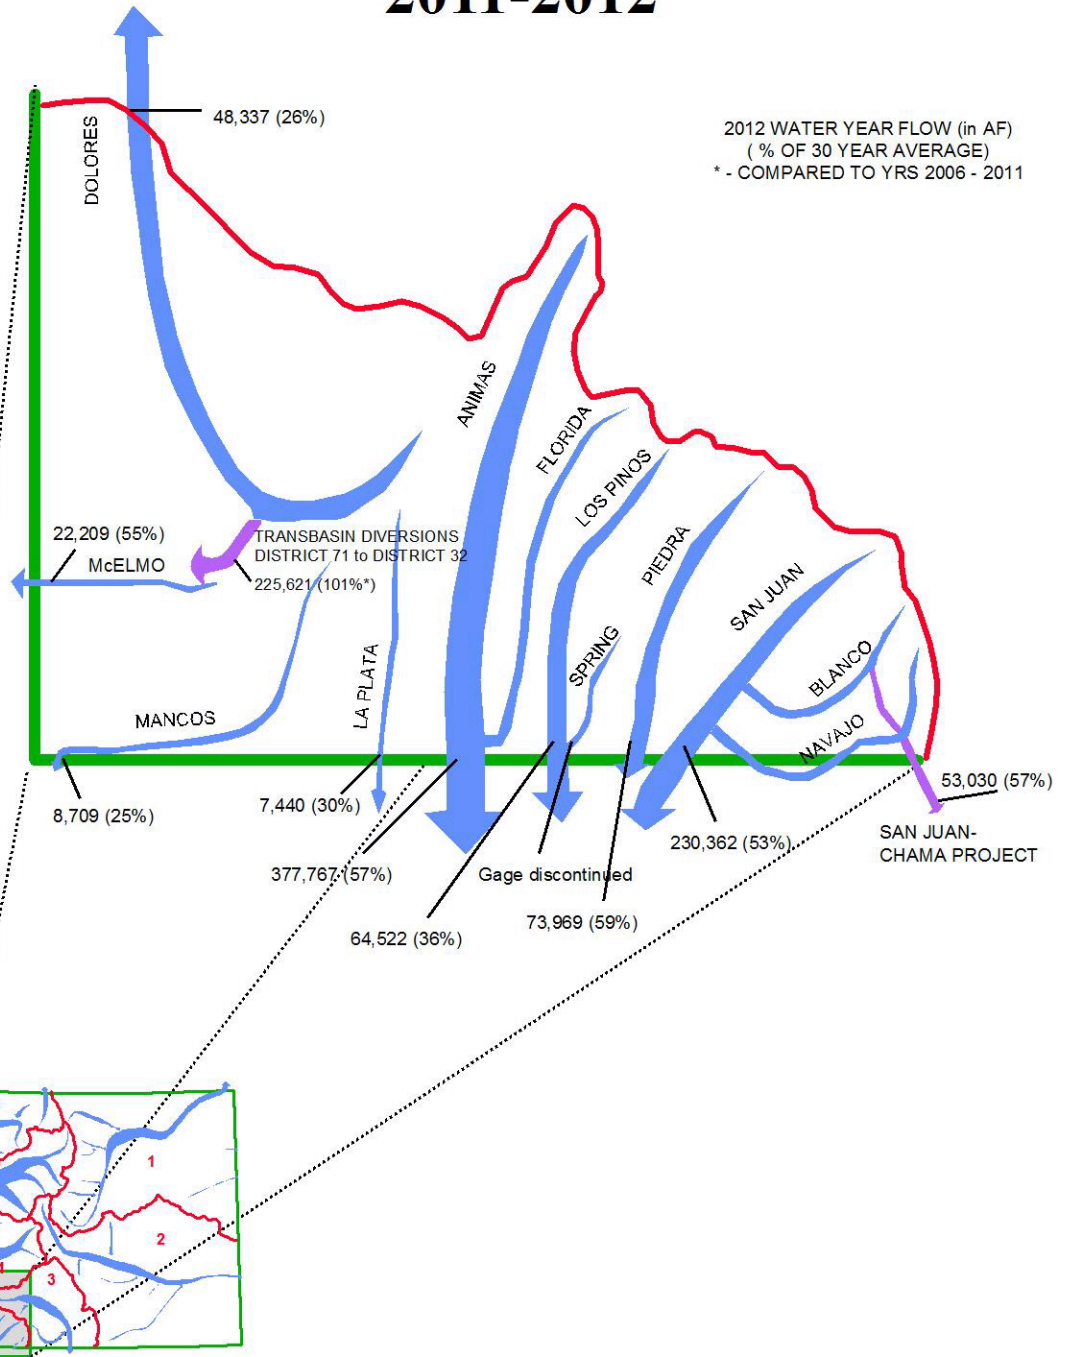 2011-2012
48,337 (26%)
DOLORES
2012 WATER YEAR FLOW (in AF)
( % OF 30 YEAR AVERAGE)
* - COMPARED TO YRS 2006 - 2011
ANIMAS
FLORIDA
LOS PINOS
22,209 (55%)
McELMO
TRANSBASIN DIVERSIONS
DISTRICT 71 to DISTRICT 32
225,621 (101%*)
PIEDRA
SAN JUAN
SPRING
BLANCO
LA PLATA
MANCOS
NAVAJO
53,030 (57%)
8,709 (25%)
7,440 (30%)
230,362 (53%)
SAN JUAN-
CHAMA PROJECT
377,767 (57%)
Gage discontinued
73,969 (59%)
64,522 (36%)
1
2
3